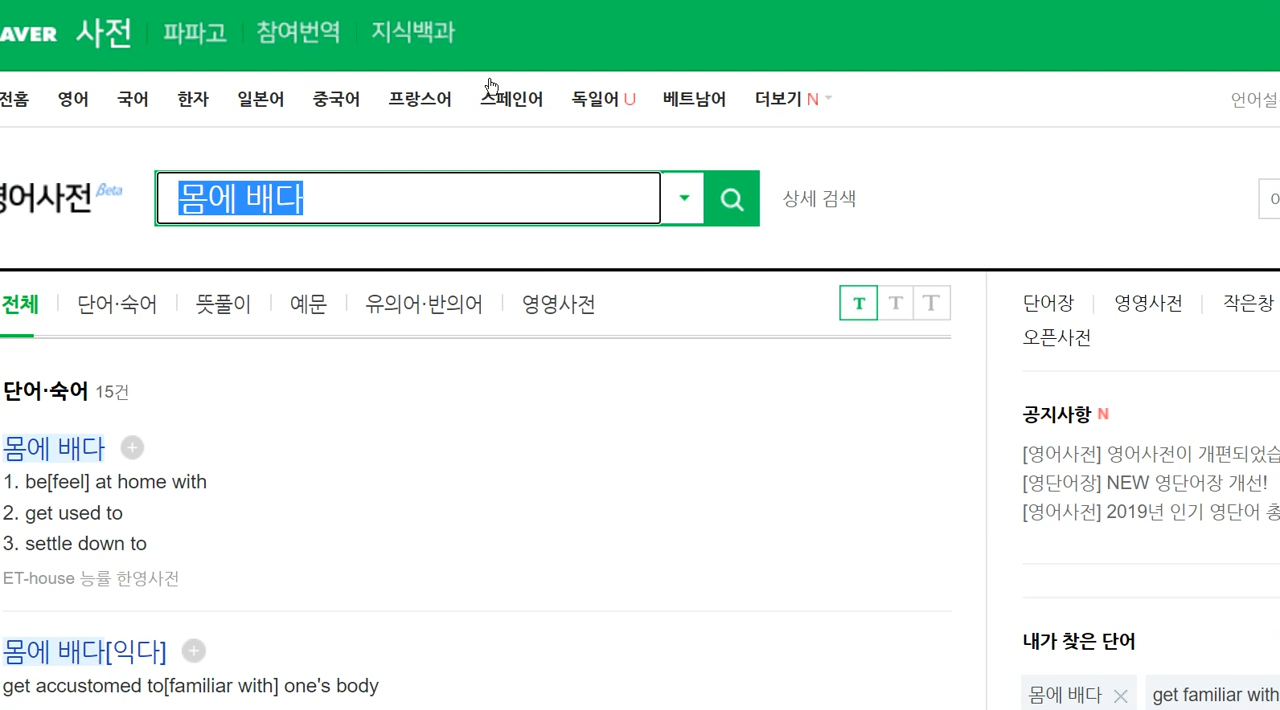 AVER 사전 파파고 참여번역 지식백과
전홈 영어 국어 한자 일본어 중국어 프랑스어 스페인어 독일어 U 베트남어 더보기 N
언어설
영어사전 Beta 몸에 배다 상세 검색
전체 단어·숙어 뜻풀이 예문 유의어·반의어 영영사전 T T T
단어장 영영사전 작은창
오픈사전
단어·숙어 15건
몸에 배다
1. be[feel] at home with
2. get used to
3. settle down to
ET-house 능률 한영사전
몸에 배다[익다]
get accustomed to[familiar with] one's body
공지사항 N
[영어사전] 영어사전이 개편되었습
[영단어장] NEW 영단어장 개선!
[영어사전] 2019년 인기 영단어 총
내가 찾은 단어
몸에 배다 get familiar with